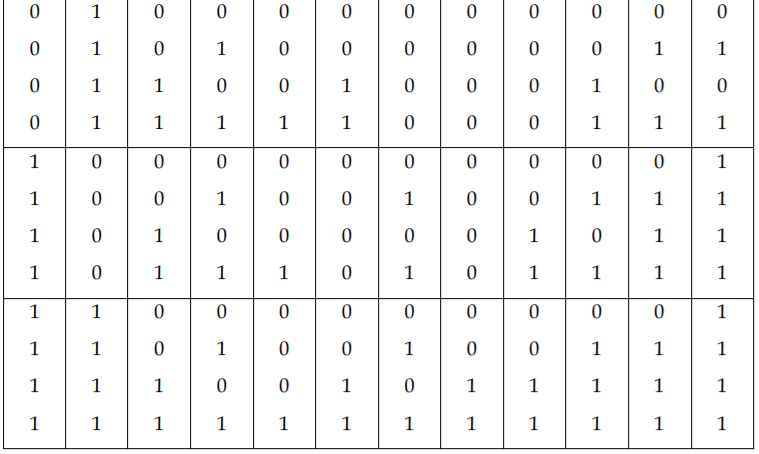 0 1 0 0 0 0 0 0 0 0 0 0
0 1 0 1 0 0 0 0 0 0 1 1
0 1 1 0 0 1 0 0 0 1 0 0
0 1 1 1 1 1 0 0 0 1 1 1
1 0 0 0 0 0 0 0 0 0 0 1
1 0 0 1 0 0 1 0 0 1 1 1
1 0 1 0 0 0 0 0 1 0 1 1
1 0 1 1 1 0 1 0 1 1 1 1
1 1 0 0 0 0 0 0 0 0 0 1
1 1 0 1 0 0 1 0 0 1 1 1
1 1 1 0 0 1 0 1 1 1 1 1
1 1 1 1 1 1 1 1 1 1 1 1